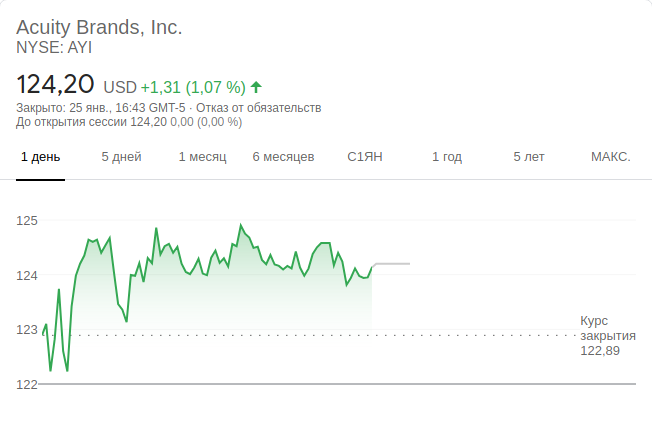 Acuity Brands, Inc.
NYSE: AYI
124,20 USD +1,31 (1,07 %)
Закрыто: 25 янв., 16:43 GMT-5 · Отказ от обязательств
До открытия сессии 124,20 0,00 (0,00 %)
1 день 5 дней 1 месяц 6 месяцев С1ЯН 1 год 5 лет МАКС.
125
124
123
Курс
закрытия
122,89
122